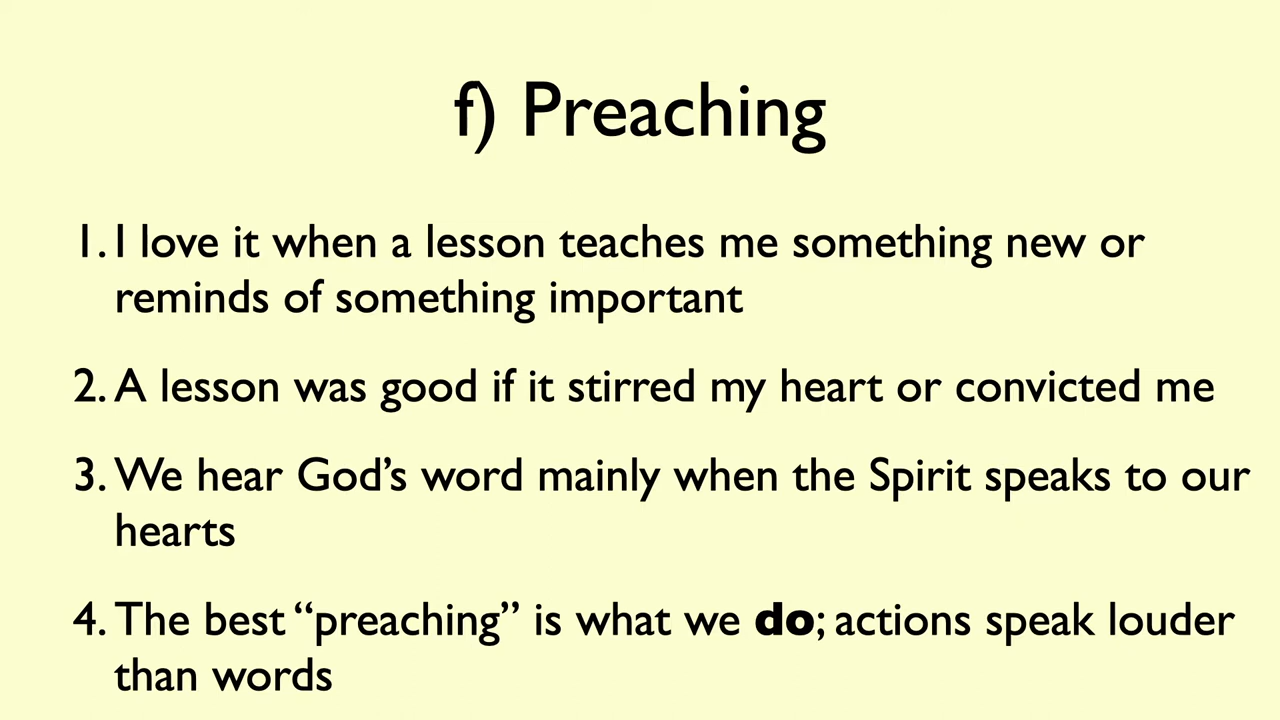 f) Preaching
1. I love it when a lesson teaches me something new or
reminds of something important
2. A lesson was good if it stirred my heart or convicted me
3. We hear God’s word mainly when the Spirit speaks to our
hearts
4. The best “preaching” is what we do; actions speak louder
than words